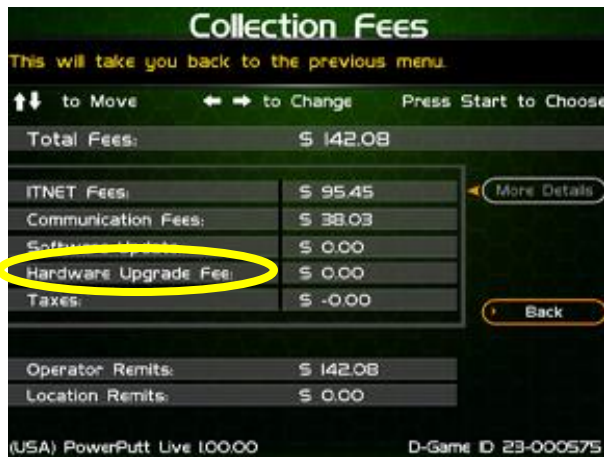 Collection Fees
This will take you back to the previous menu.
to Move to Change Press Start to Choose
Total Fees: $ 142.08
ITNET Fees: $ 95.45
More Details
Communication Fees: $ 38.03
Software Update: $ 0.00
Hardware Upgrade Fee: $ 0.00
Taxes: $ -0.00
Back
Operator Remits: $ 142.08
Location Remits: $ 0.00
(USA) PowerPutt Live 1.00.00 D-Game ID 23-000575